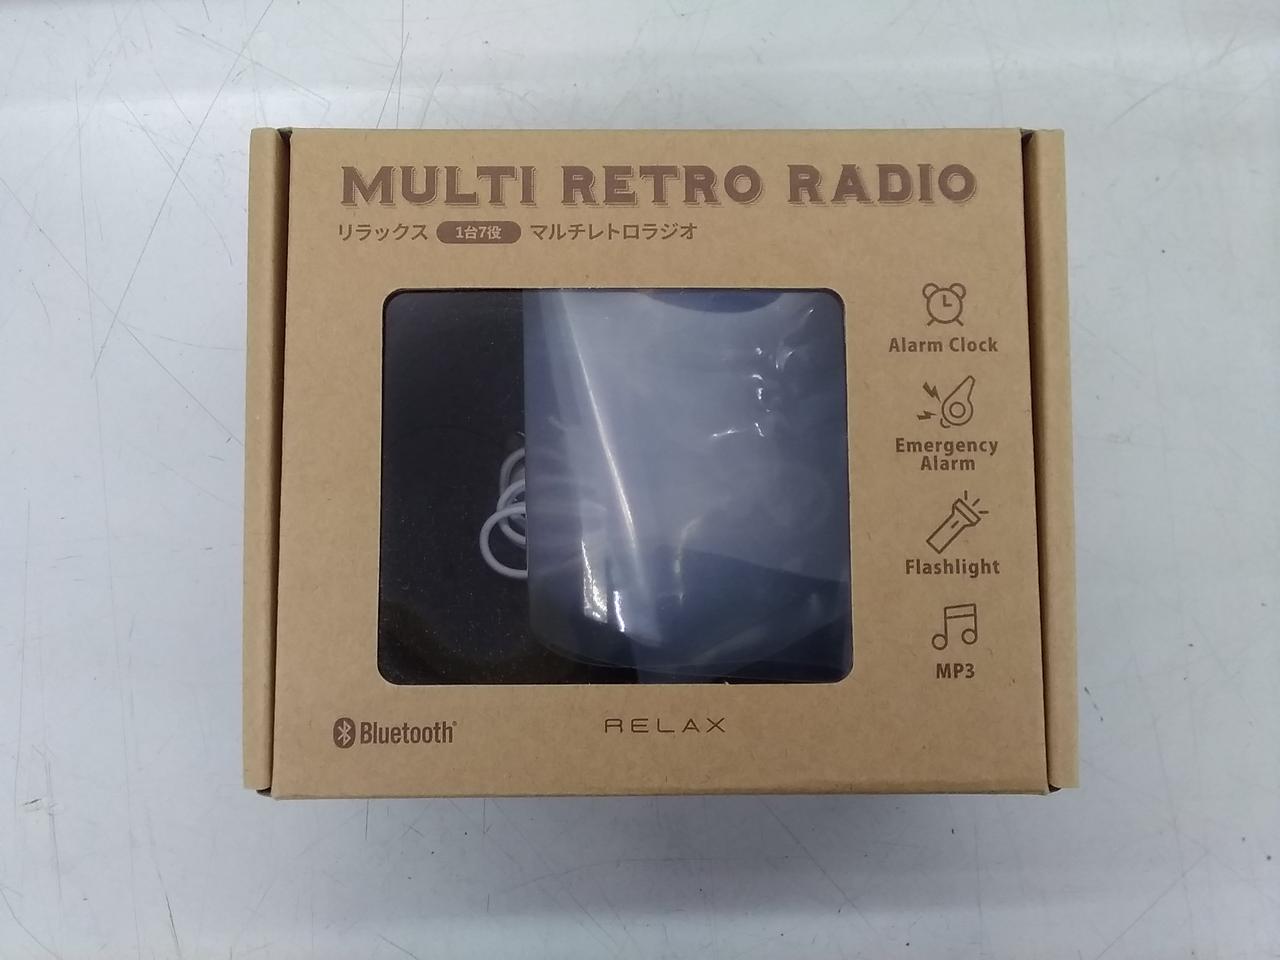 MULTI RETRO RADIO
リラックス 1台7役 マルチレトロラジオ
Alarm Clock
Emergency
Alarm
Flashlight
MP3
Bluetooth®
RELAX